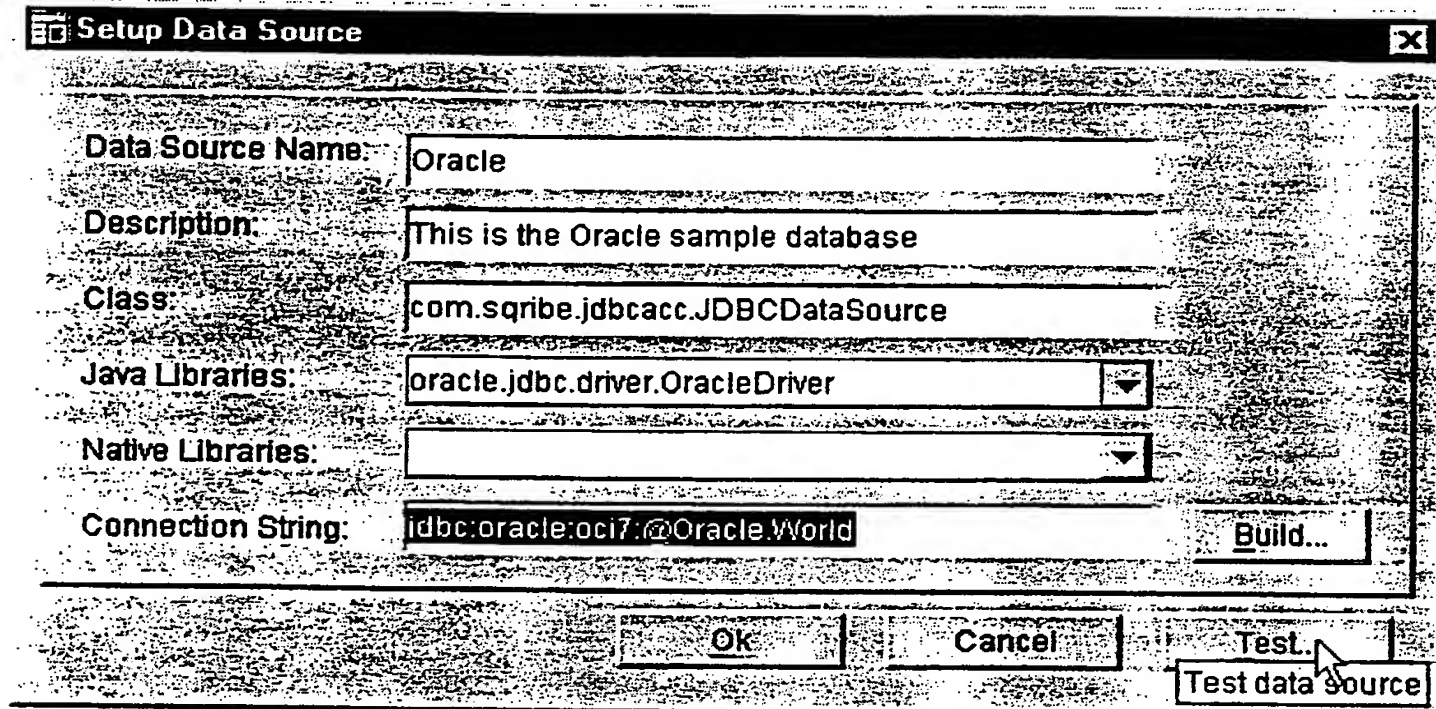 Setup Data Source
Data Source Name: Oracle
Description: This is the Oracle sample database
Class: com.sqribe.jdbcacc.JDBCDataSource
Java Libraries: oracle.jdbc.driver.OracleDriver
Native Libraries:
Connection String: jdbc:oracle:oci7:@Oracle.World Build...
Ok Cancel Test...
Test data source